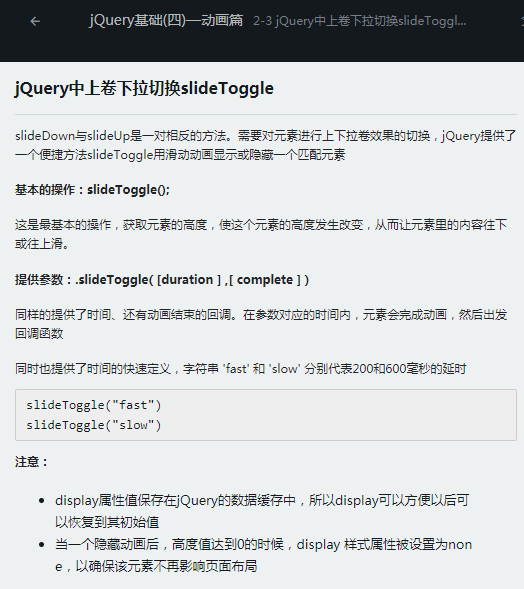 jQuery基础(四)—动画篇 2-3 jQuery中上卷下拉切换slideToggl...
jQuery中上卷下拉切换slideToggle
slideDown与slideUp是一对相反的方法。需要对元素进行上下拉卷效果的切换，jQuery提供了
一个便捷方法slideToggle用滑动动画显示或隐藏一个匹配元素
基本的操作：slideToggle();
这是最基本的操作，获取元素的高度，使这个元素的高度发生改变，从而让元素里的内容往下
或往上滑。
提供参数：.slideToggle( [duration ] ,[ complete ] )
同样的提供了时间、还有动画结束的回调。在参数对应的时间内，元素会完成动画，然后出发
回调函数
同时也提供了时间的快速定义，字符串 'fast' 和 'slow' 分别代表200和600毫秒的延时
slideToggle("fast")
slideToggle("slow")
注意：
display属性值保存在jQuery的数据缓存中，所以display可以方便以后可
以恢复到其初始值
当一个隐藏动画后，高度值达到0的时候，display 样式属性被设置为non
e，以确保该元素不再影响页面布局